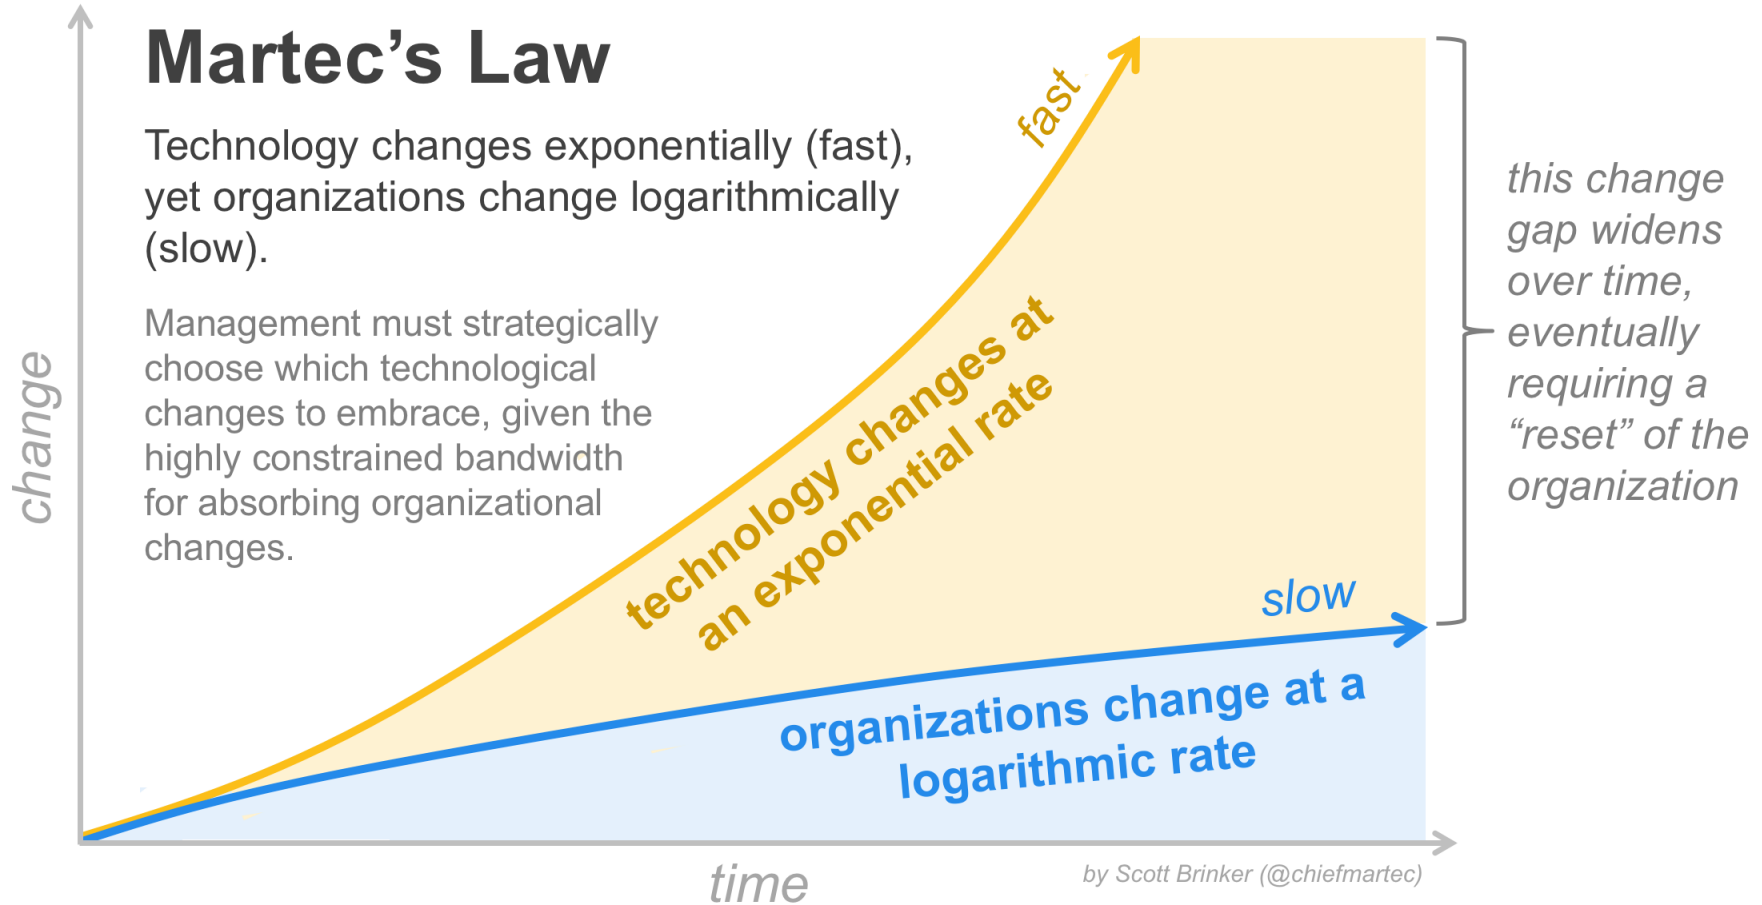 Martec’s Law
Technology changes exponentially (fast),
yet organizations change logarithmically
(slow).
Management must strategically
choose which technological
changes to embrace, given the
highly constrained bandwidth
for absorbing organizational
changes.
change
fast
technology changes at
an exponential rate
slow
organizations change at a
logarithmic rate
this change
gap widens
over time,
eventually
requiring a
“reset” of the
organization
time
by Scott Brinker (@chiefmartec)